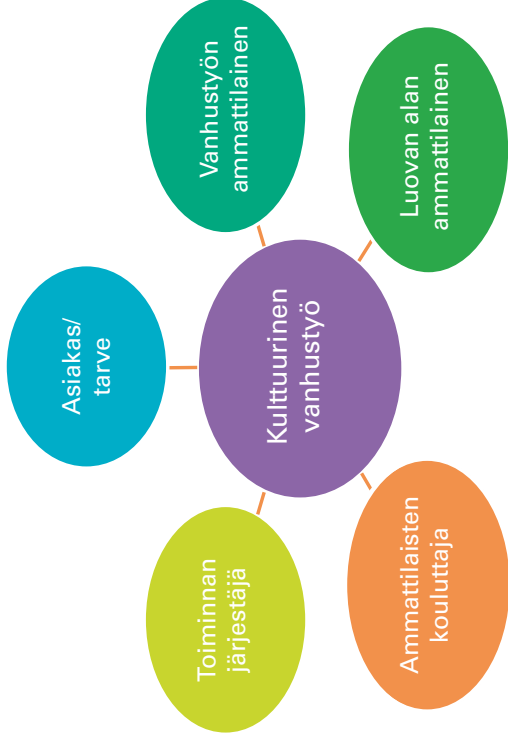 Asiakas/
tarve
Vanhustyön
ammattilainen
Luovan alan
ammattilainen
Ammattilaisten
kouluttaja
Toiminnan
järjestäjä
Kulttuurinen
vanhustyö